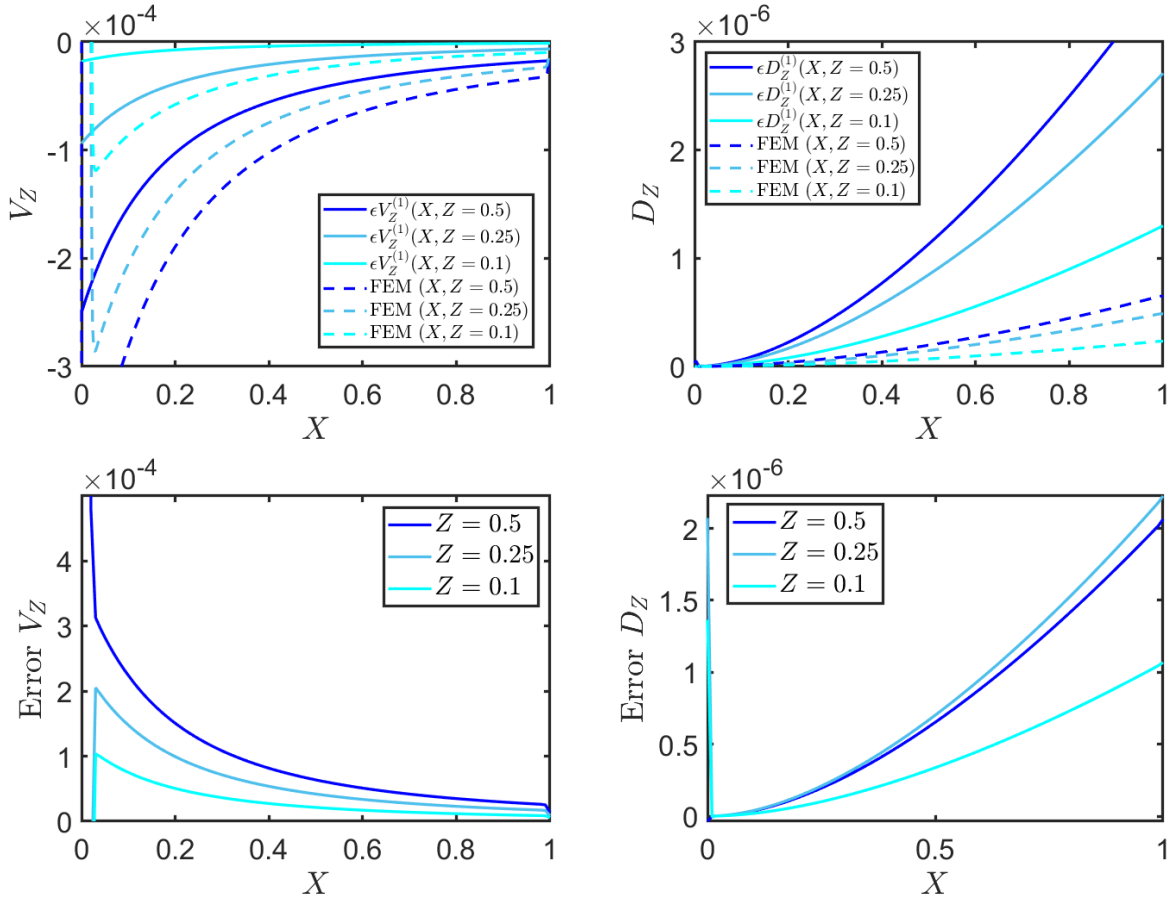 ×10⁻⁴
0
-1
-2
-3
V_Z
ϵV_Z^{(1)}(X, Z = 0.5)
ϵV_Z^{(1)}(X, Z = 0.25)
ϵV_Z^{(1)}(X, Z = 0.1)
FEM (X, Z = 0.5)
FEM (X, Z = 0.25)
FEM (X, Z = 0.1)
0 0.2 0.4 0.6 0.8 1
X
×10⁻⁶
3
2
1
0
D_Z
ϵD_Z^{(1)}(X, Z = 0.5)
ϵD_Z^{(1)}(X, Z = 0.25)
ϵD_Z^{(1)}(X, Z = 0.1)
FEM (X, Z = 0.5)
FEM (X, Z = 0.25)
FEM (X, Z = 0.1)
0 0.2 0.4 0.6 0.8 1
X
×10⁻⁴
4
3
2
1
0
Error V_Z
Z = 0.5
Z = 0.25
Z = 0.1
0 0.2 0.4 0.6 0.8 1
X
×10⁻⁶
2
1.5
1
0.5
0
Error D_Z
Z = 0.5
Z = 0.25
Z = 0.1
0 0.5 1
X